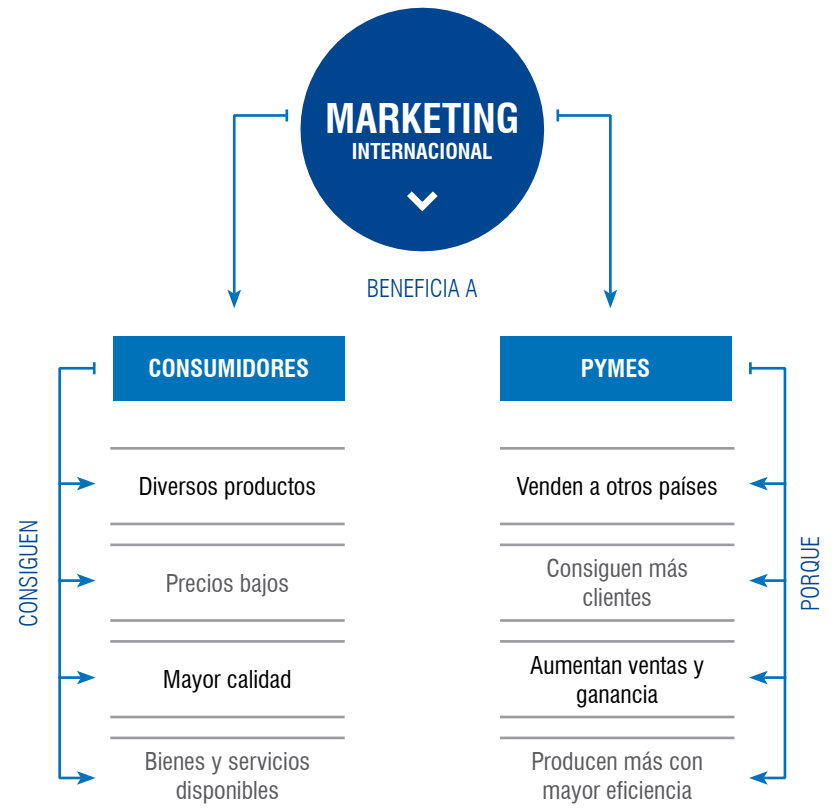 MARKETING
INTERNACIONAL
BENEFICIA A
CONSUMIDORES
CONSIGUEN
Diversos productos
Precios bajos
Mayor calidad
Bienes y servicios
disponibles
PYMES
PORQUE
Venden a otros países
Consiguen más
clientes
Aumentan ventas y
ganancia
Producen más con
mayor eficiencia